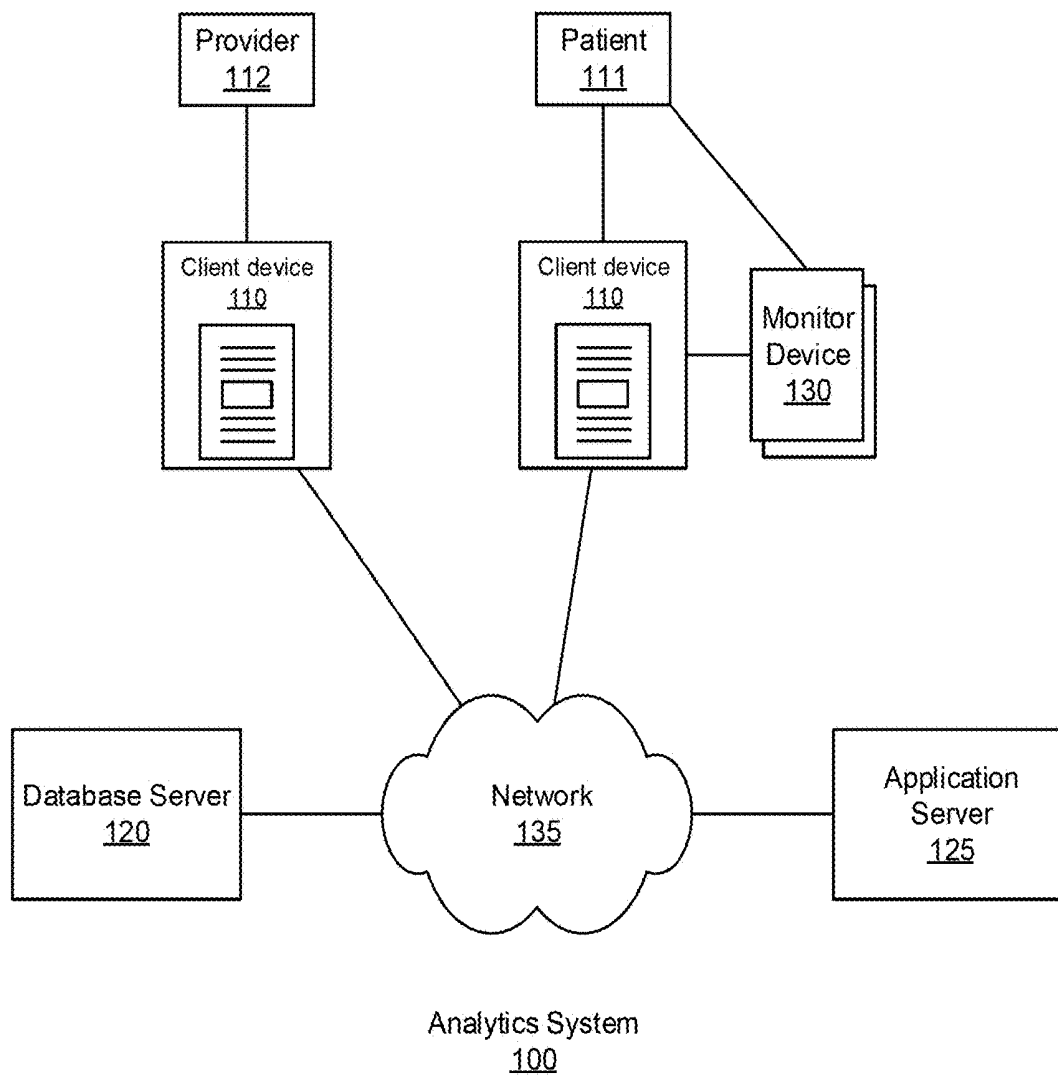 Provider
112
Patient
111
Client device
110
Client device
110
Monitor
Device
130
Database Server
120
Network
135
Application
Server
125
Analytics System
100